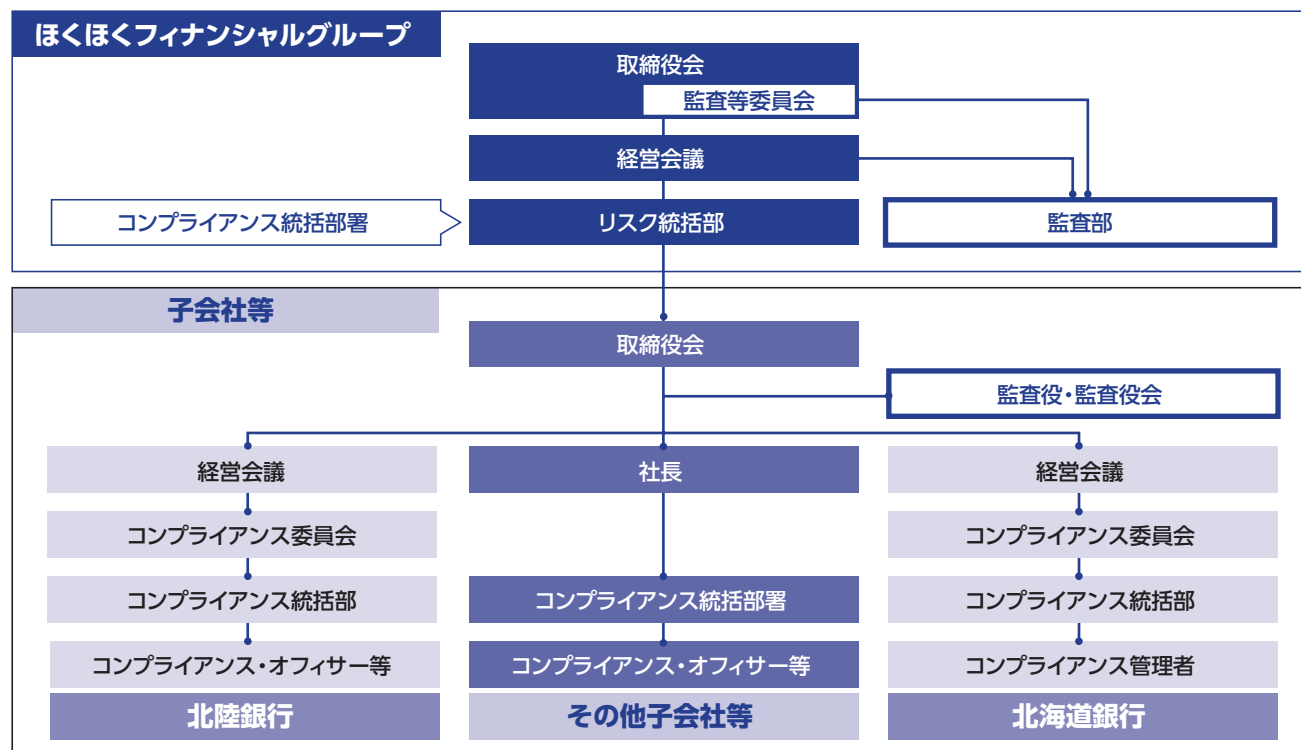 ほくほくフィナンシャルグループ
取締役会
監査等委員会
経営会議
コンプライアンス統括部署
リスク統括部
監査部
子会社等
取締役会
監査役・監査役会
経営会議
社長
経営会議
コンプライアンス委員会
コンプライアンス委員会
コンプライアンス統括部
コンプライアンス統括部署
コンプライアンス統括部
コンプライアンス・オフィサー等
コンプライアンス・オフィサー等
コンプライアンス管理者
北陸銀行
その他子会社等
北海道銀行